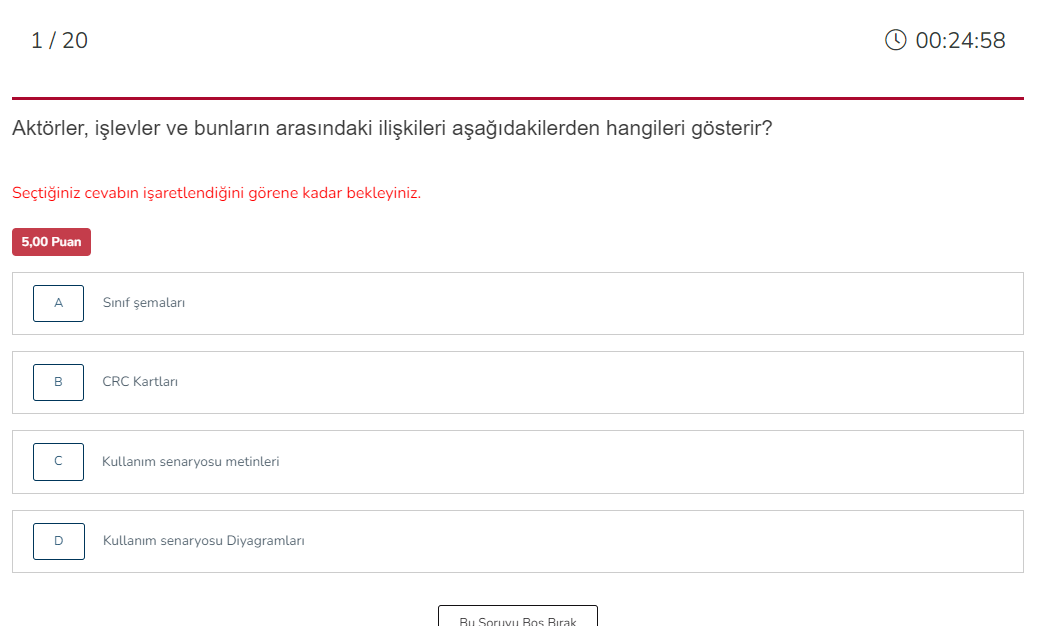 1 / 20
00:24:58
Aktörler, işlevler ve bunların arasındaki ilişkileri aşağıdakilerden hangileri gösterir?
Seçtiğiniz cevabın işaretlendiğini görene kadar bekleyiniz.
5,00 Puan
A Sınıf şemaları
B CRC Kartları
C Kullanım senaryosu metinleri
D Kullanım senaryosu Diyagramları
Bu Soruyu Boş Bırak